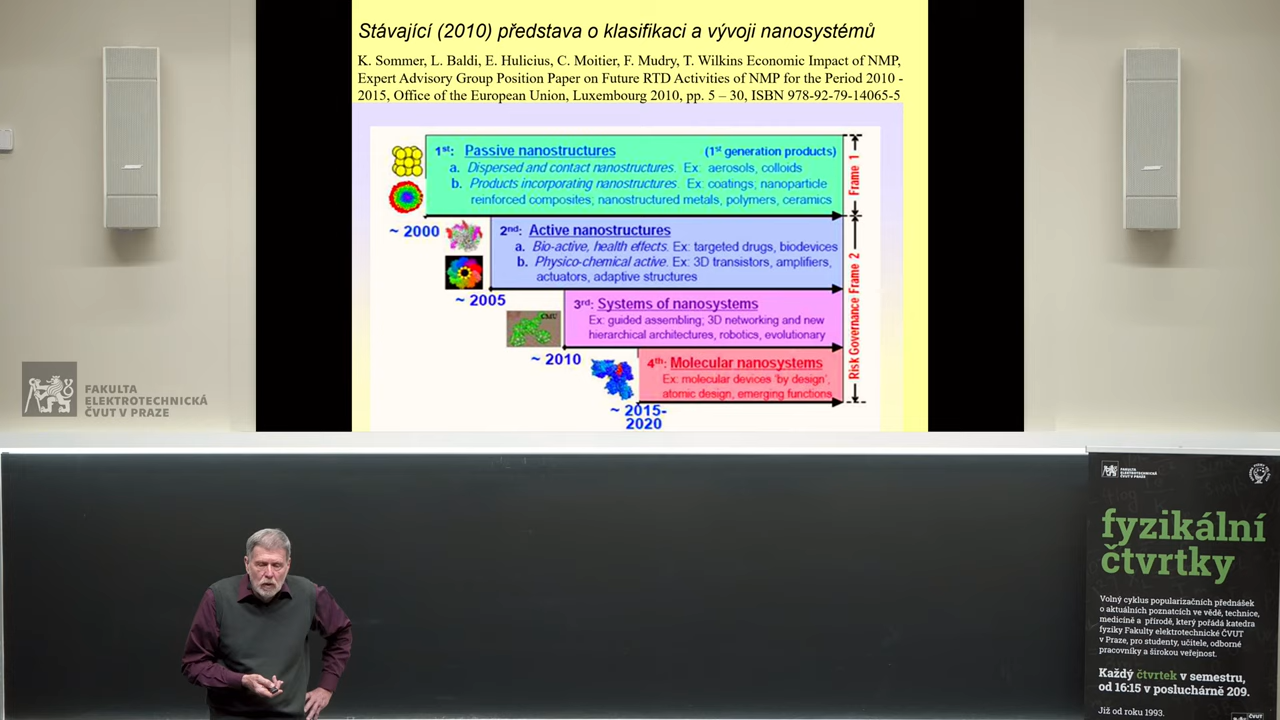 Stávající (2010) představa o klasifikaci a vývoji nanosystémů
K. Sommer, L. Baldi, E. Hulicius, C. Moitier, F. Mudry, T. Wilkins Economic Impact of NMP,
Expert Advisory Group Position Paper on Future RTD Activities of NMP for the Period 2010 -
2015, Office of the European Union, Luxembourg 2010, pp. 5 – 30, ISBN 978-92-79-14065-5
1st: Passive nanostructures (1st generation products)
a. Dispersed and contact nanostructures. Ex: aerosols, colloids
b. Products incorporating nanostructures. Ex: coatings, nanoparticle
reinforced composites; nanostructured metals, polymers, ceramics
~ 2000
2nd: Active nanostructures
a. Bio-active, health effects. Ex: targeted drugs, biodevices
b. Physico-chemical active. Ex: 3D transistors, amplifiers,
actuators, adaptive structures
~ 2005
CMU
3rd: Systems of nanosystems
Ex: guided assembling; 3D networking and new
hierarchical architectures, robotics, evolutionary
~ 2010
4th: Molecular nanosystems
Ex: molecular devices 'by design',
atomic design, emerging functions
~ 2015-
2020
Frame 1
Risk Governance Frame 2
FAKULTA
ELEKTROTECHNICKÁ
ČVUT V PRAZE
FAKULTA
ELEKTROTECHNICKÁ
ČVUT V PRAZE
fyzikální
čtvrtky
Volný cyklus popularizačních přednášek
o aktuálních poznatcích ve vědě, technice,
medicíně a přírodě, který pořádá katedra
fyziky Fakulty elektrotechnické ČVUT
v Praze, pro studenty, učitele, odborné
pracovníky a širokou veřejnost.
Každý čtvrtek v semestru,
od 16:15 v posluchárně 209.
Již od roku 1993.
ČVUT